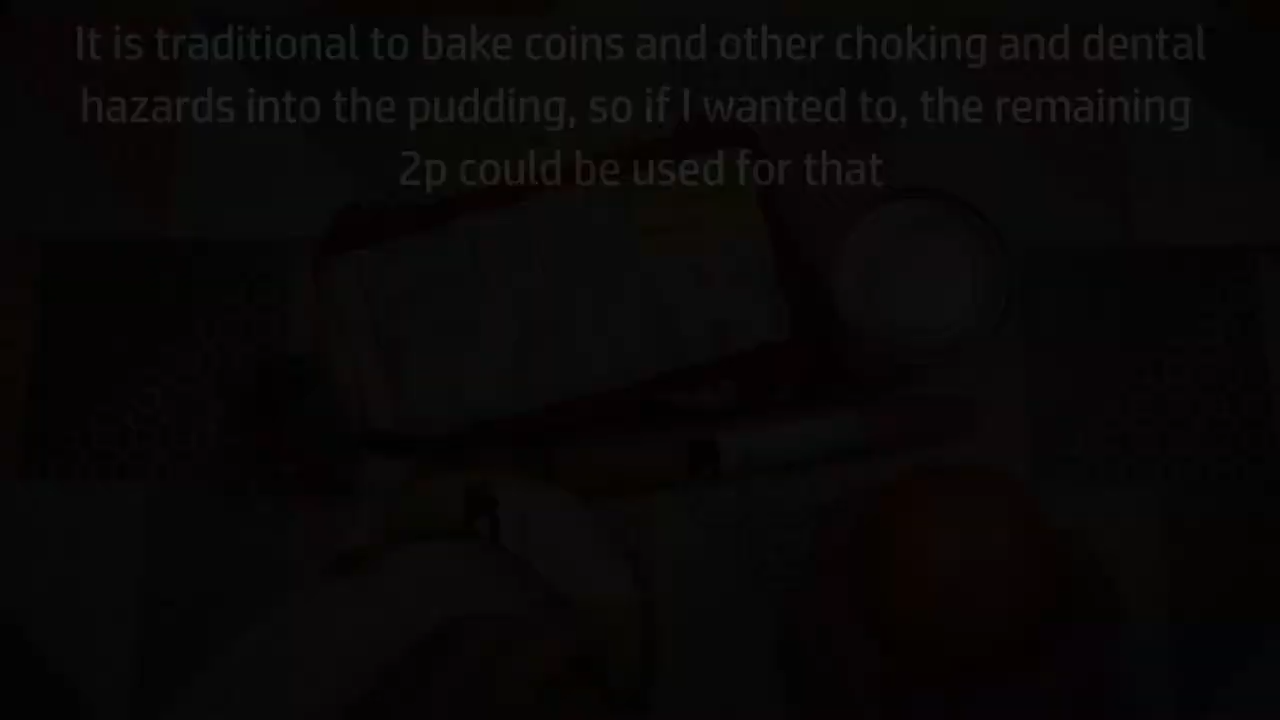 It is traditional to bake coins and other choking and dental
hazards into the pudding, so if I wanted to, the remaining
2p could be used for that